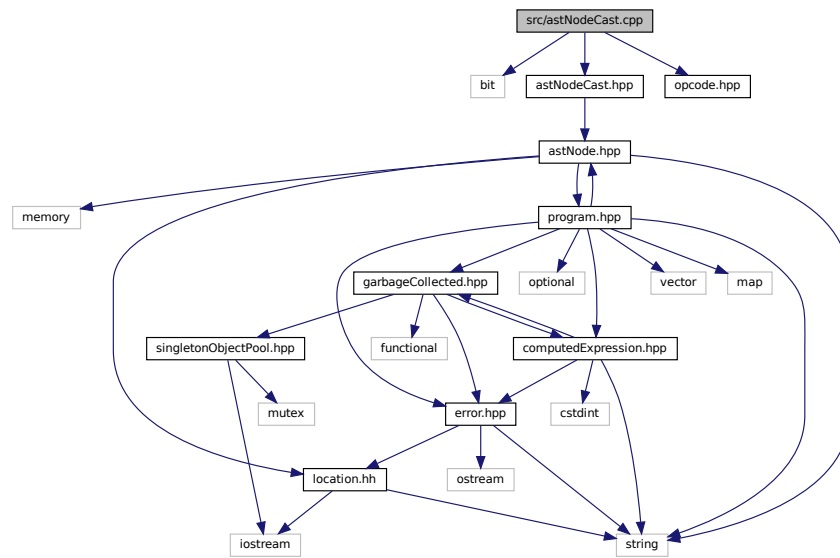 src/astNodeCast.cpp
bit
astNodeCast.hpp
opcode.hpp
astNode.hpp
memory
program.hpp
garbageCollected.hpp
optional
vector
map
singletonObjectPool.hpp
functional
computedExpression.hpp
mutex
error.hpp
cstdint
location.hh
ostream
iostream
string